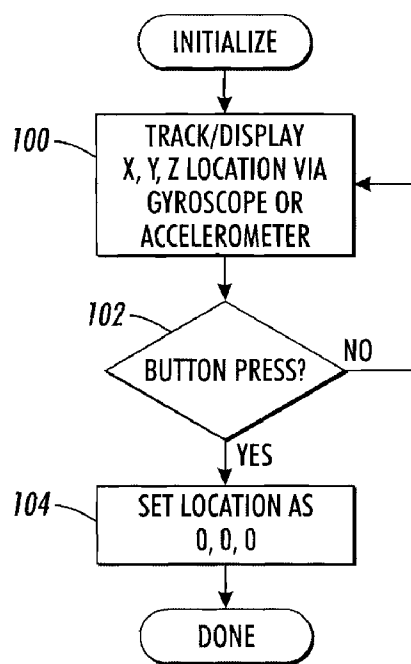 INITIALIZE
100
TRACK/DISPLAY
X, Y, Z LOCATION VIA
GYROSCOPE OR
ACCELEROMETER
102
BUTTON PRESS?
NO
YES
104
SET LOCATION AS
0, 0, 0
DONE